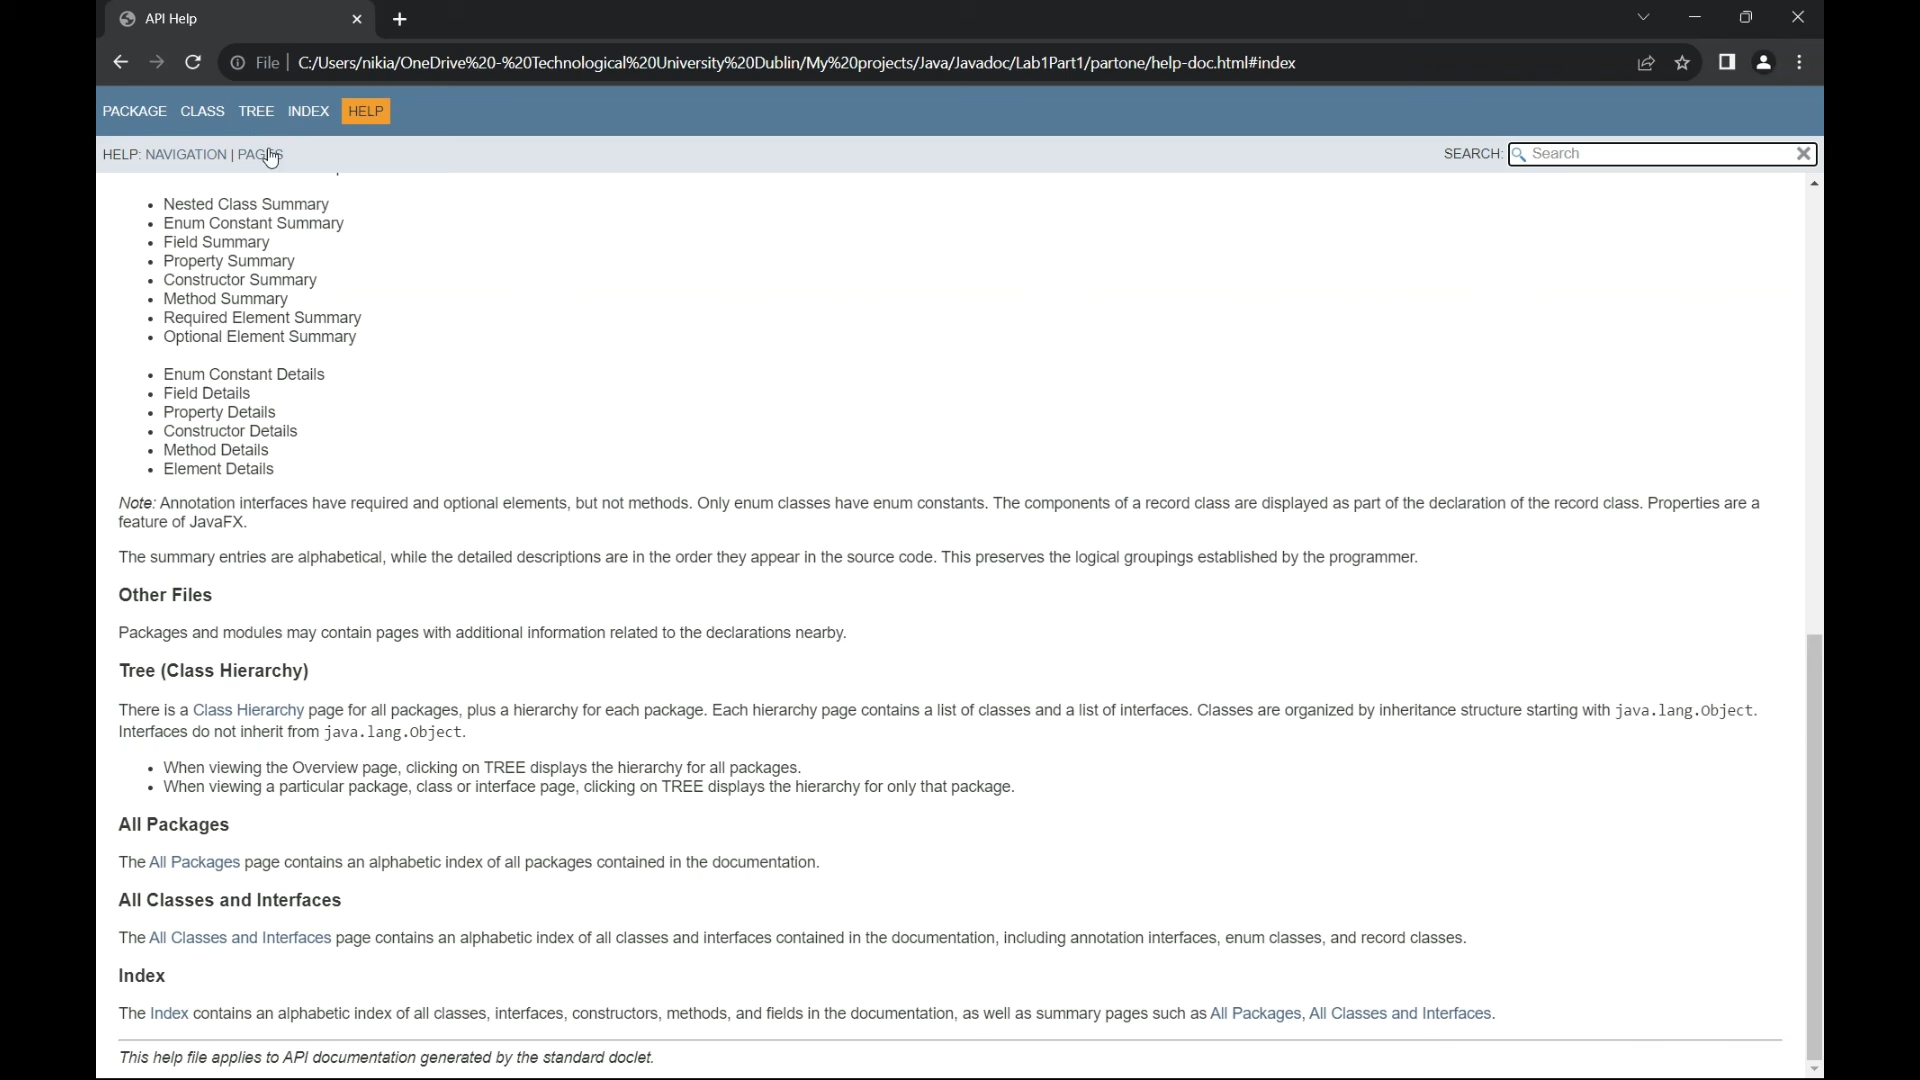 API Help
File
C:/Users/nikia/OneDrive%20-%20Technological%20University%20Dublin/My%20projects/Java/Javadoc/Lab1Part1/partone/help-doc.html#index
PACKAGE CLASS TREE INDEX HELP
HELP: NAVIGATION | PAGES
SEARCH: Search
• Nested Class Summary
• Enum Constant Summary
• Field Summary
• Property Summary
• Constructor Summary
• Method Summary
• Required Element Summary
• Optional Element Summary
• Enum Constant Details
• Field Details
• Property Details
• Constructor Details
• Method Details
• Element Details
Note: Annotation interfaces have required and optional elements, but not methods. Only enum classes have enum constants. The components of a record class are displayed as part of the declaration of the record class. Properties are a
feature of JavaFX.
The summary entries are alphabetical, while the detailed descriptions are in the order they appear in the source code. This preserves the logical groupings established by the programmer.
Other Files
Packages and modules may contain pages with additional information related to the declarations nearby.
Tree (Class Hierarchy)
There is a Class Hierarchy page for all packages, plus a hierarchy for each package. Each hierarchy page contains a list of classes and a list of interfaces. Classes are organized by inheritance structure starting with java.lang.Object.
Interfaces do not inherit from java.lang.Object.
• When viewing the Overview page, clicking on TREE displays the hierarchy for all packages.
• When viewing a particular package, class or interface page, clicking on TREE displays the hierarchy for only that package.
All Packages
The All Packages page contains an alphabetic index of all packages contained in the documentation.
All Classes and Interfaces
The All Classes and Interfaces page contains an alphabetic index of all classes and interfaces contained in the documentation, including annotation interfaces, enum classes, and record classes.
Index
The Index contains an alphabetic index of all classes, interfaces, constructors, methods, and fields in the documentation, as well as summary pages such as All Packages, All Classes and Interfaces.
This help file applies to API documentation generated by the standard doclet.